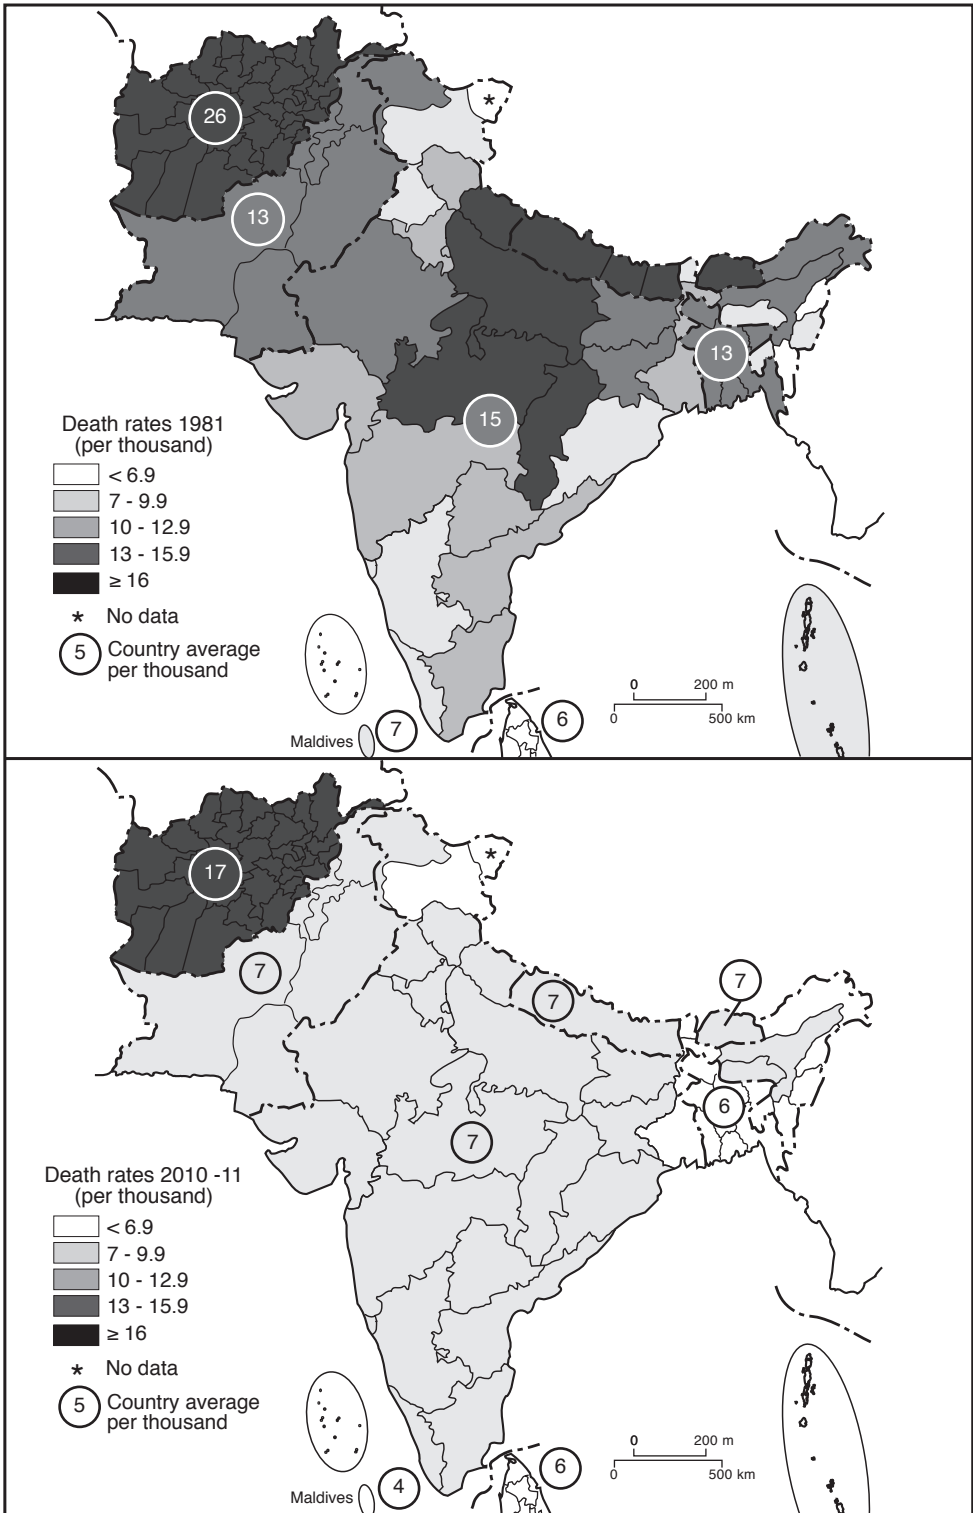 *
26
13
13
15
Death rates 1981
(per thousand)
< 6.9
7 - 9.9
10 - 12.9
13 - 15.9
≥ 16
* No data
5 Country average
per thousand
0 200 m
0 500 km
7
6
Maldives
*
17
7
7
7
6
7
Death rates 2010 -11
(per thousand)
< 6.9
7 - 9.9
10 - 12.9
13 - 15.9
≥ 16
* No data
5 Country average
per thousand
0 200 m
0 500 km
6
4
Maldives